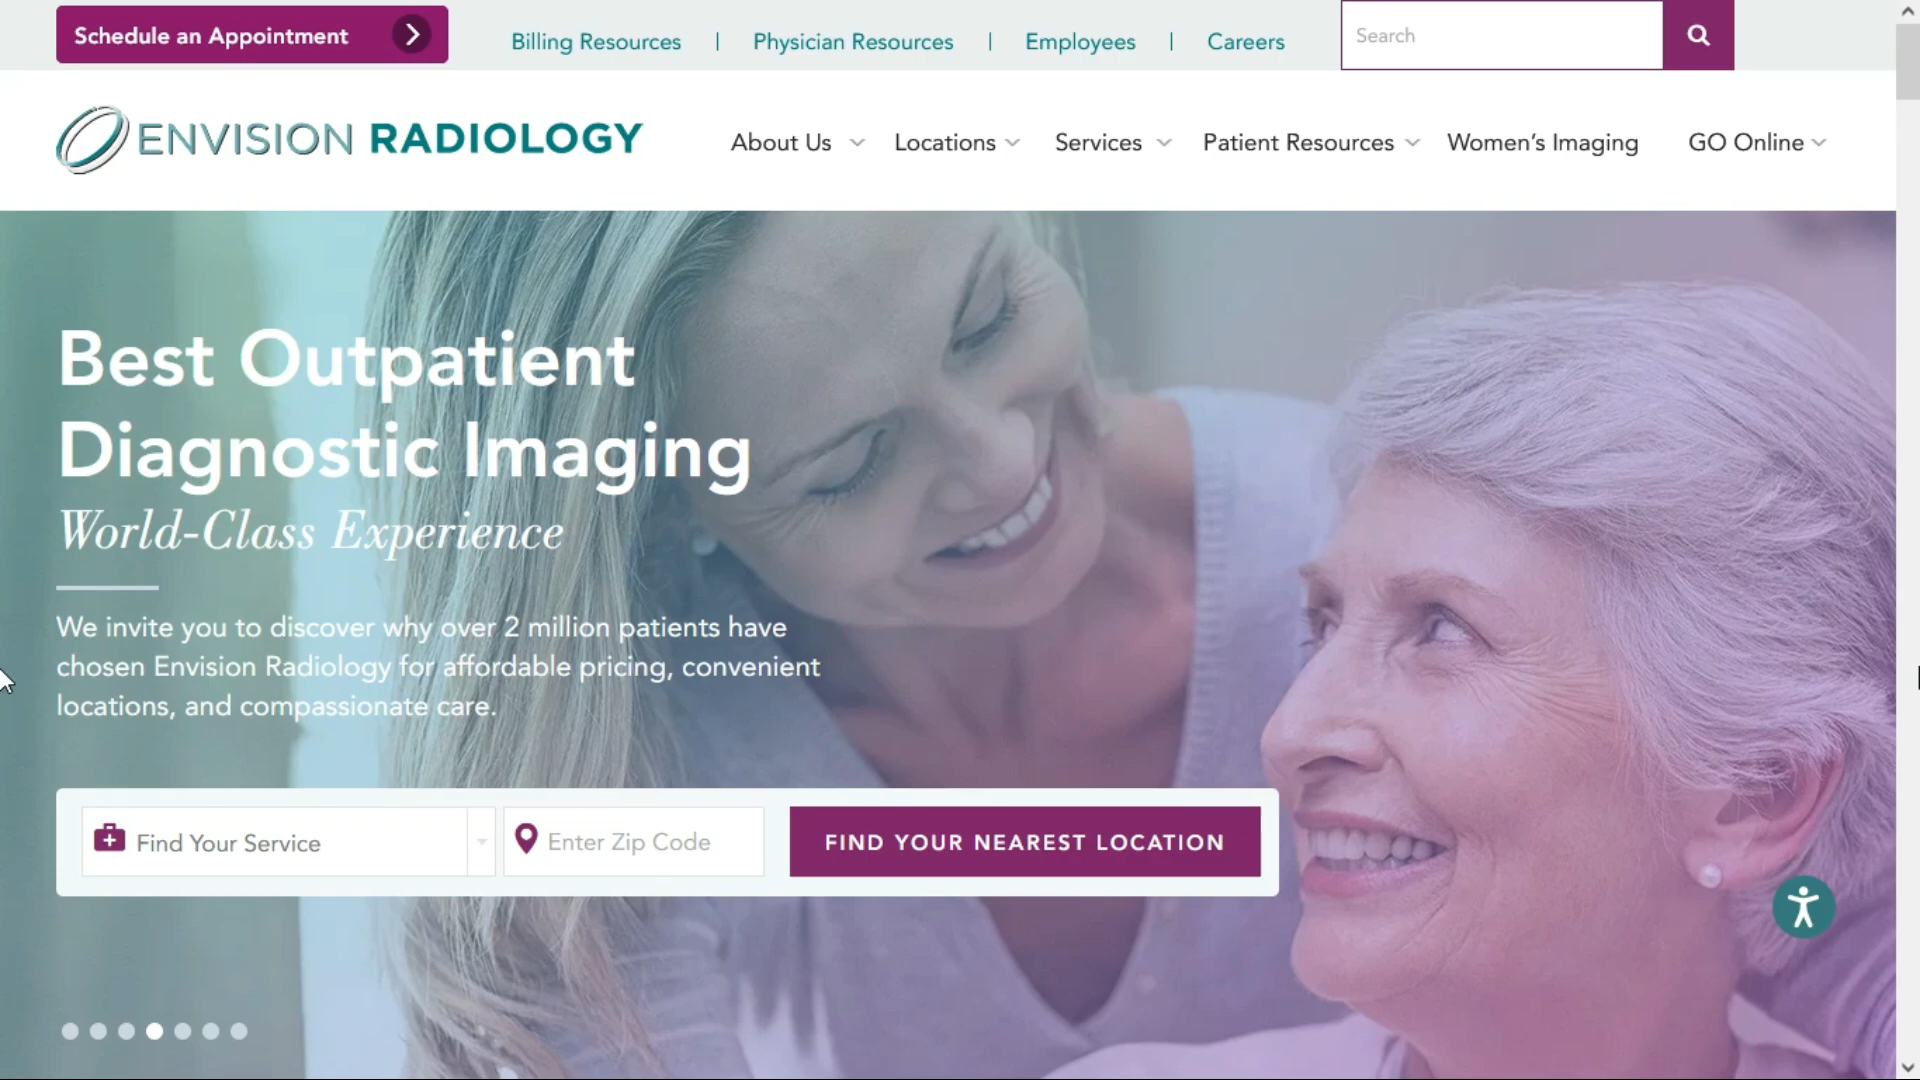 Schedule an Appointment
Billing Resources | Physician Resources | Employees | Careers
Search
ENVISION RADIOLOGY
About Us
Locations
Services
Patient Resources
Women's Imaging
GO Online
Best Outpatient
Diagnostic Imaging
World-Class Experience
We invite you to discover why over 2 million patients have
chosen Envision Radiology for affordable pricing, convenient
locations, and compassionate care.
Find Your Service
Enter Zip Code
FIND YOUR NEAREST LOCATION